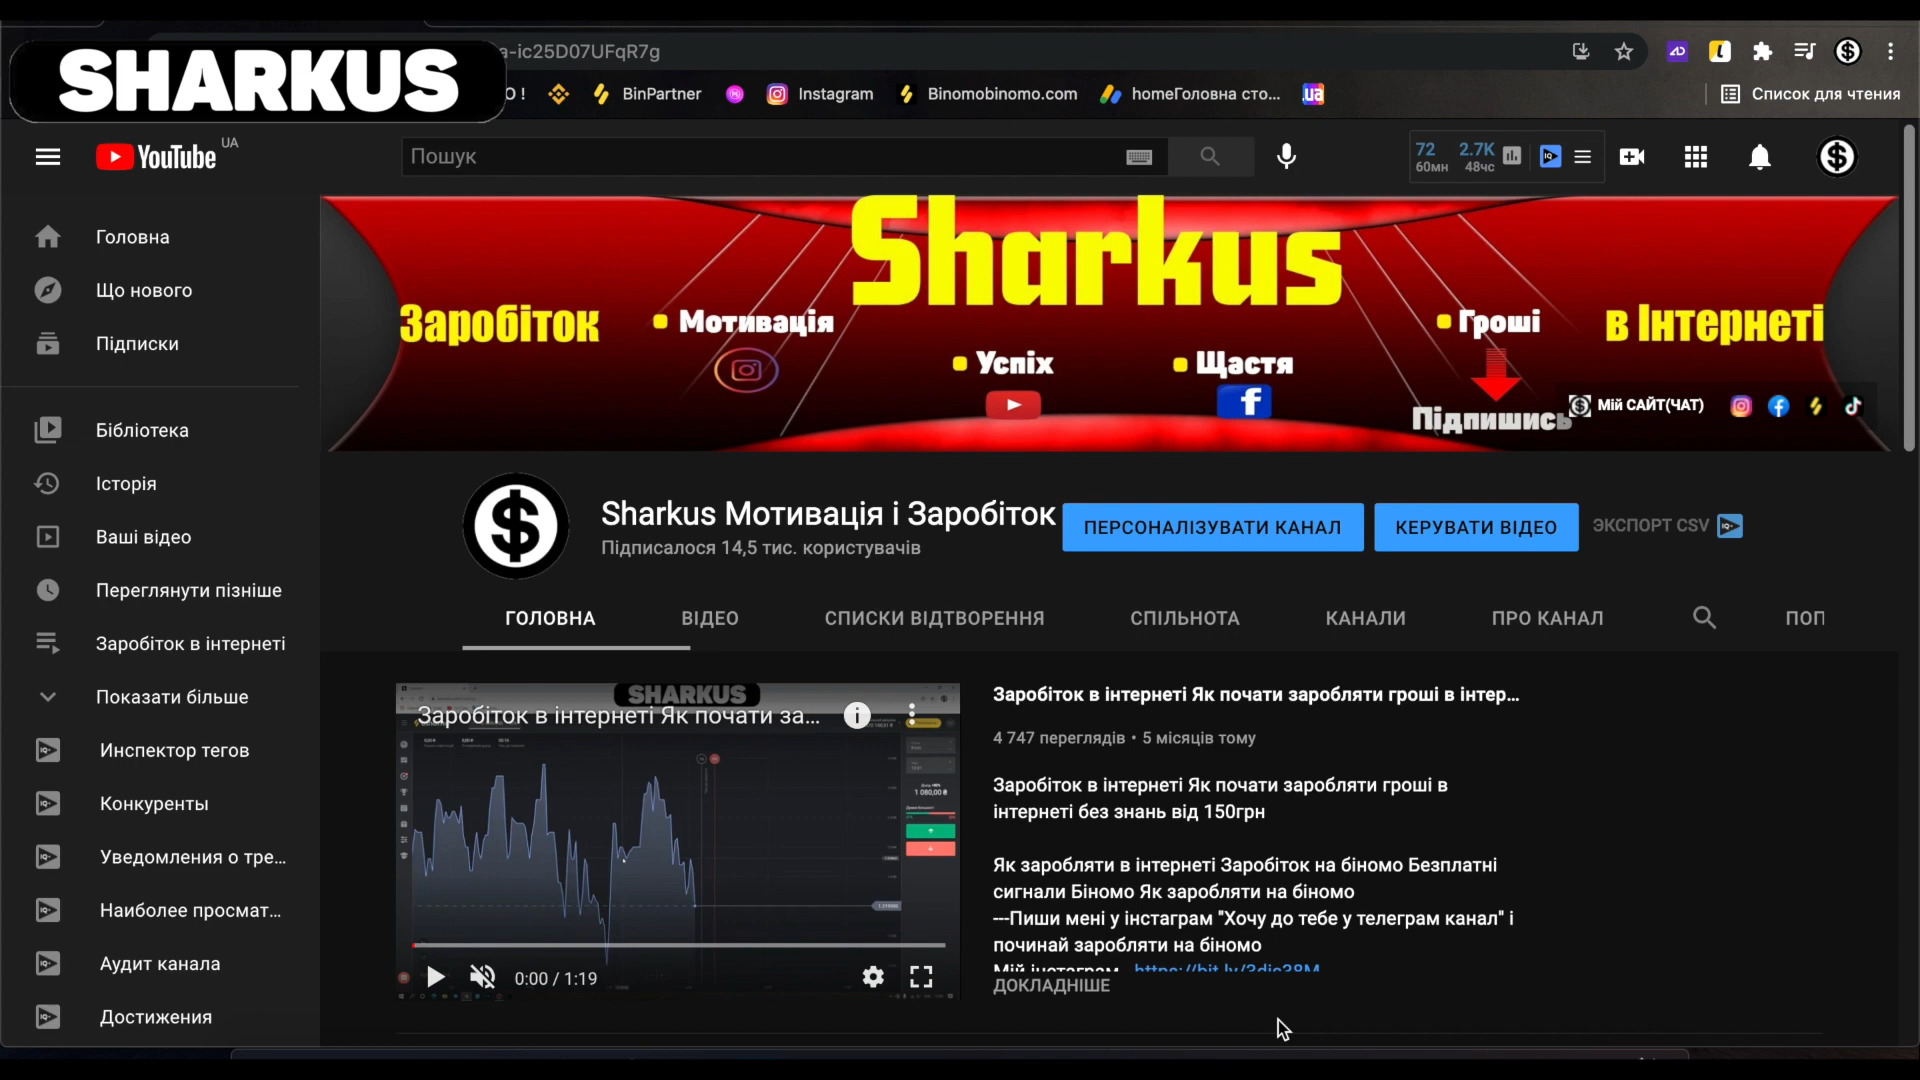 SHARKUS
a-ic25D07UFqR7g
О !
BinPartner
Instagram
Binomobinomo.com
homeГоловна сто...
Список для чтения
YouTube UA
Пошук
72
60мн
2.7K
48чс
Sharkus
Заробіток
Мотивація
Успіх
Щастя
Гроші
в Інтернеті
Підпишись
Мій САЙТ(ЧАТ)
Головна
Що нового
Підписки
Бібліотека
Історія
Ваші відео
Переглянути пізніше
Заробіток в інтернеті
Показати більше
Инспектор тегов
Конкуренты
Уведомления о тре...
Наиболее просмат...
Аудит канала
Достижения
Sharkus Мотивація і Заробіток
Підписалося 14,5 тис. користувачів
ПЕРСОНАЛІЗУВАТИ КАНАЛ
КЕРУВАТИ ВІДЕО
ЭКСПОРТ CSV
ГОЛОВНА
ВІДЕО
СПИСКИ ВІДТВОРЕННЯ
СПІЛЬНОТА
КАНАЛИ
ПРО КАНАЛ
ПОП
SHARKUS
Заробіток в інтернеті Як почати за...
1 080,00 ₴
0:00 / 1:19
Заробіток в інтернеті Як почати заробляти гроші в інтер...
4 747 переглядів • 5 місяців тому
Заробіток в інтернеті Як почати заробляти гроші в
інтернеті без знань від 150грн
Як заробляти в інтернеті Заробіток на біномо Безплатні
сигнали Біномо Як заробляти на біномо
---Пиши мені у інстаграм "Хочу до тебе у телеграм канал" і
починай заробляти на біномо
Мій інстаграм
ДОКЛАДНІШЕ